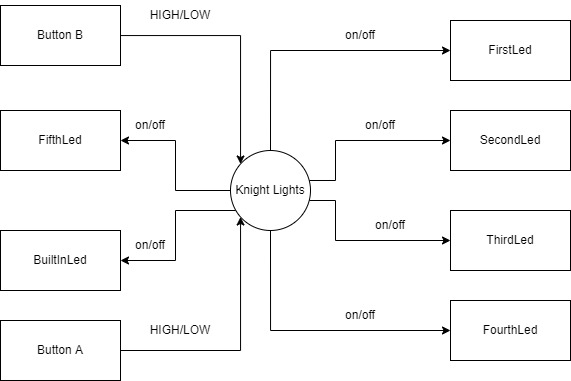 Button B
HIGH/LOW
on/off
FirstLed
FifthLed
on/off
on/off
SecondLed
Knight Lights
BuiltInLed
on/off
on/off
ThirdLed
Button A
HIGH/LOW
on/off
FourthLed